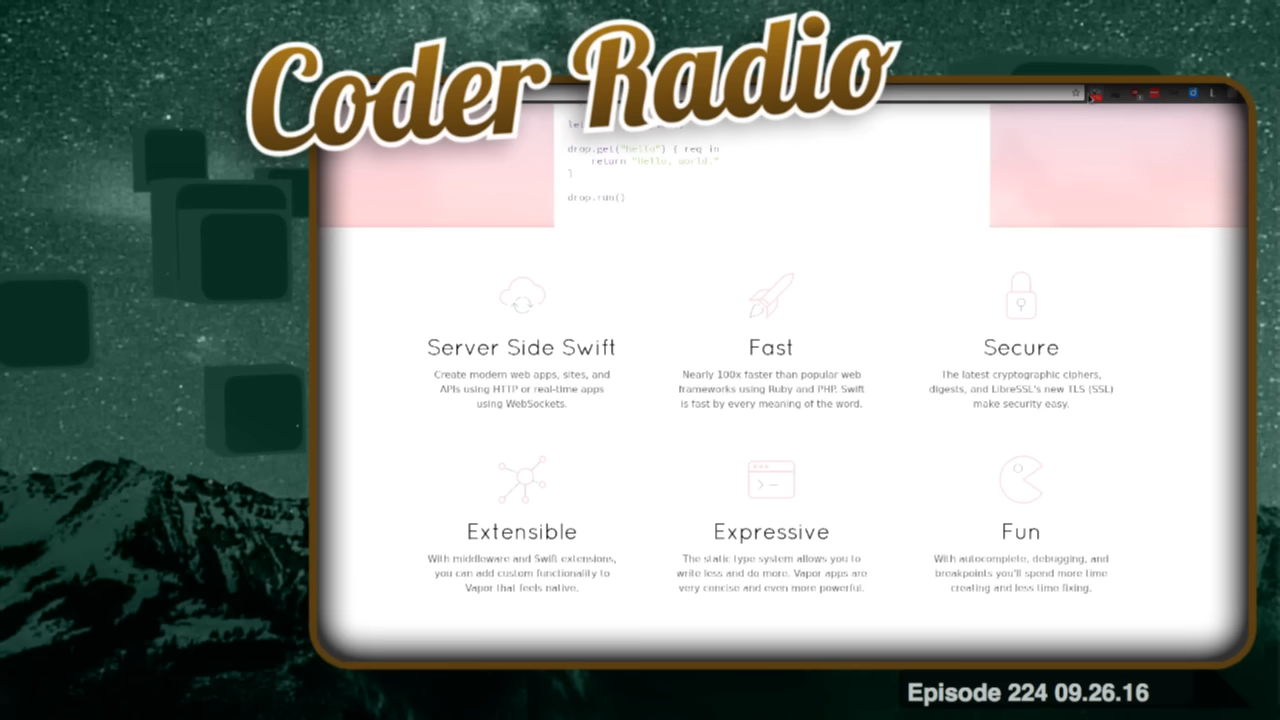 Coder Radio
drop.get("hello") { req in
return "Hello, world."
}
drop.run()
Server Side Swift
Create modern web apps, sites, and
APIs using HTTP or real-time apps
using WebSockets.
Fast
Nearly 100x faster than popular web
frameworks using Ruby and PHP. Swift
is fast by every meaning of the word.
Secure
The latest cryptographic ciphers,
digests, and LibreSSL's new TLS (SSL)
make security easy.
Extensible
With middleware and Swift extensions,
you can add custom functionality to
Vapor that feels native.
Expressive
The static type system allows you to
write less and do more. Vapor apps are
very concise and even more powerful.
Fun
With autocomplete, debugging, and
breakpoints you'll spend more time
creating and less time fixing.
Episode 224 09.26.16